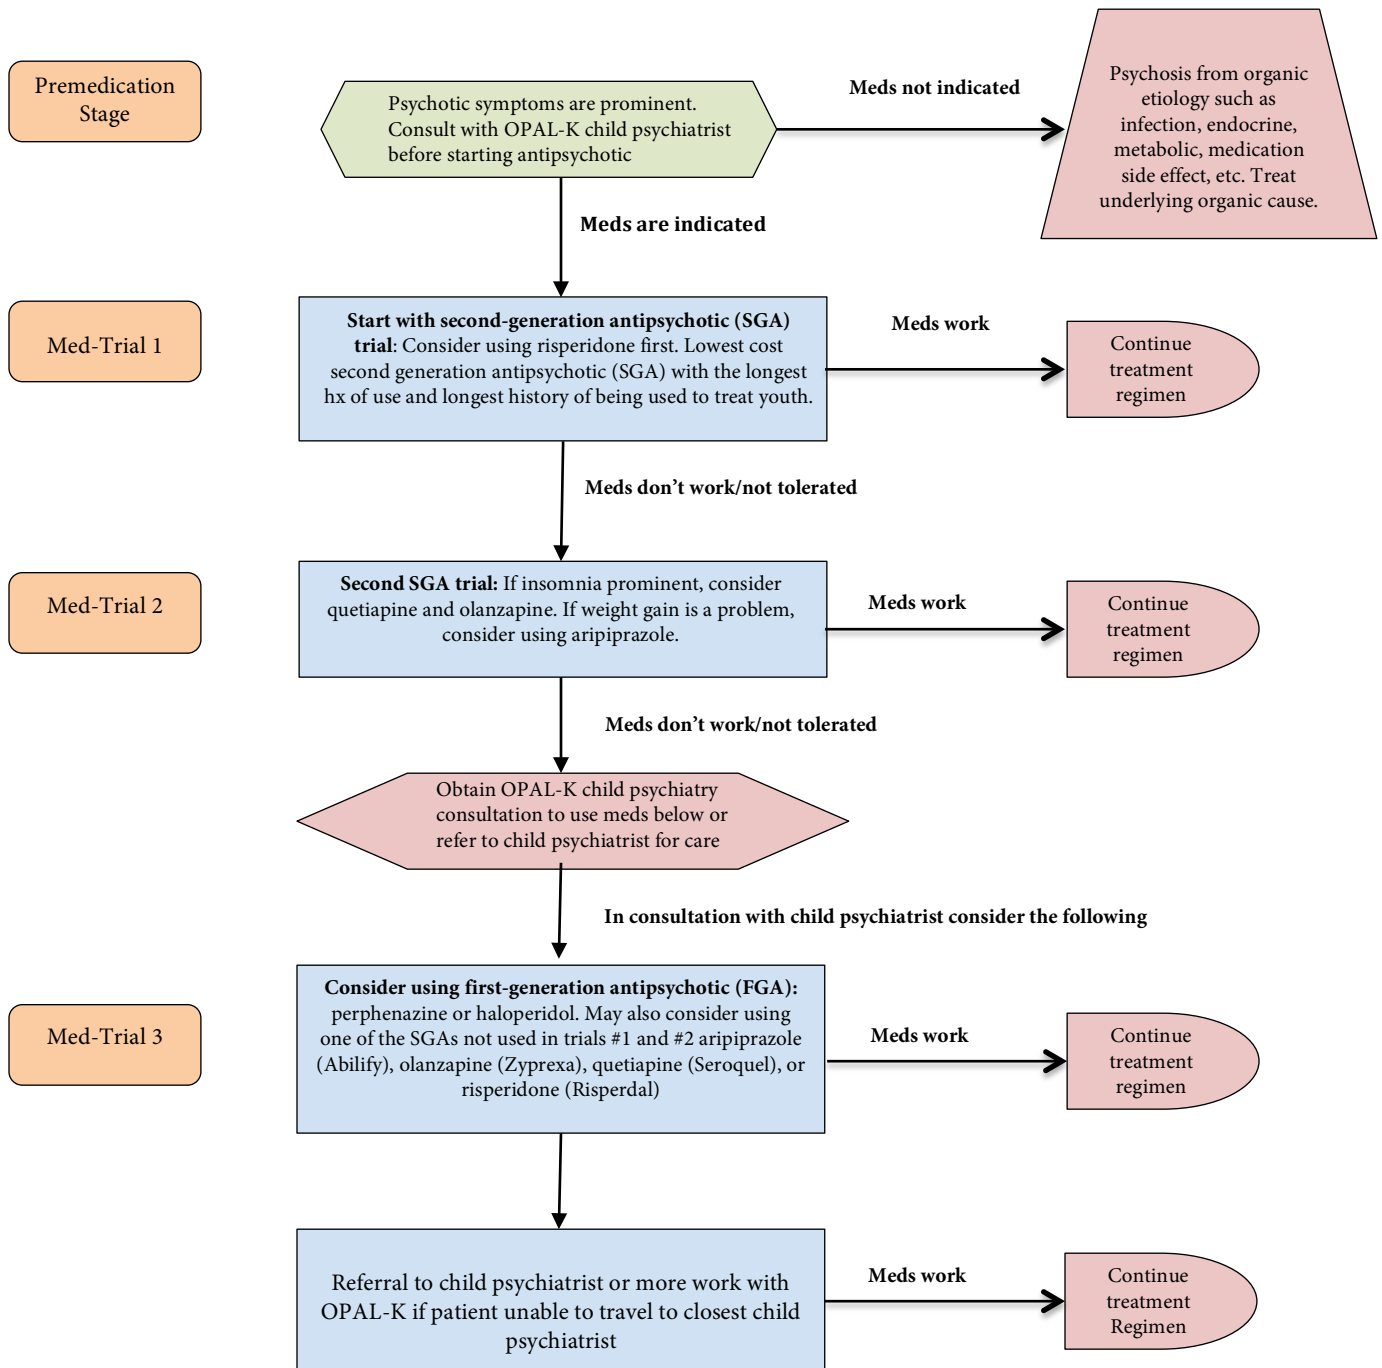 Premedication
Stage
Psychotic symptoms are prominent.
Consult with OPAL-K child psychiatrist
before starting antipsychotic
Meds not indicated
Psychosis from organic
etiology such as
infection, endocrine,
metabolic, medication
side effect, etc. Treat
underlying organic cause.
Meds are indicated
Med-Trial 1
Start with second-generation antipsychotic (SGA)
trial: Consider using risperidone first. Lowest cost
second generation antipsychotic (SGA) with the longest
hx of use and longest history of being used to treat youth.
Meds work
Continue
treatment
regimen
Meds don’t work/not tolerated
Med-Trial 2
Second SGA trial: If insomnia prominent, consider
quetiapine and olanzapine. If weight gain is a problem,
consider using aripiprazole.
Meds work
Continue
treatment
regimen
Meds don’t work/not tolerated
Obtain OPAL-K child psychiatry
consultation to use meds below or
refer to child psychiatrist for care
In consultation with child psychiatrist consider the following
Med-Trial 3
Consider using first-generation antipsychotic (FGA):
perphenazine or haloperidol. May also consider using
one of the SGAs not used in trials #1 and #2 aripiprazole
(Abilify), olanzapine (Zyprexa), quetiapine (Seroquel), or
risperidone (Risperdal)
Meds work
Continue
treatment
regimen
Referral to child psychiatrist or more work with
OPAL-K if patient unable to travel to closest child
psychiatrist
Meds work
Continue
treatment
Regimen